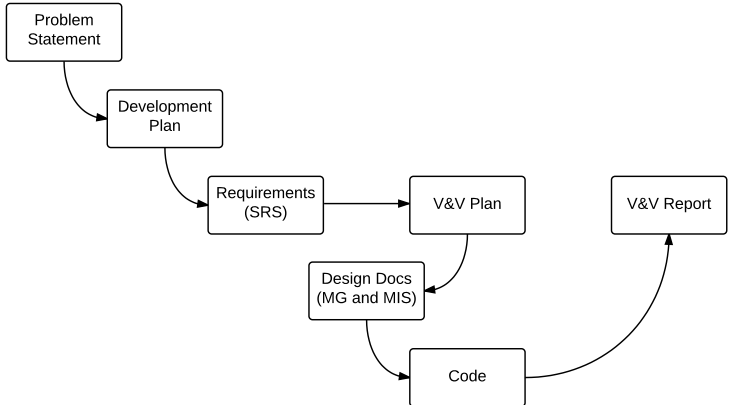 Problem
Statement
Development
Plan
Requirements
(SRS)
V&V Plan
V&V Report
Design Docs
(MG and MIS)
Code